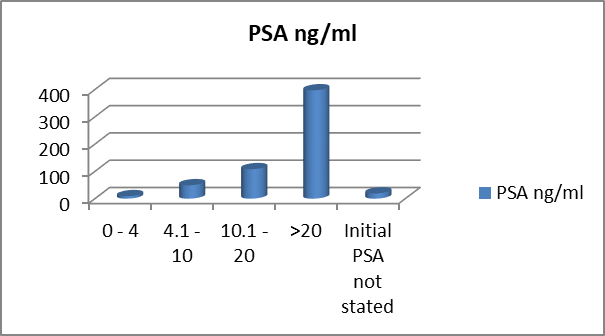 PSA ng/ml
400
300
200
100
0
0 - 4
4.1 -
10
10.1 -
20
>20
Initial
PSA
not
stated
PSA ng/ml